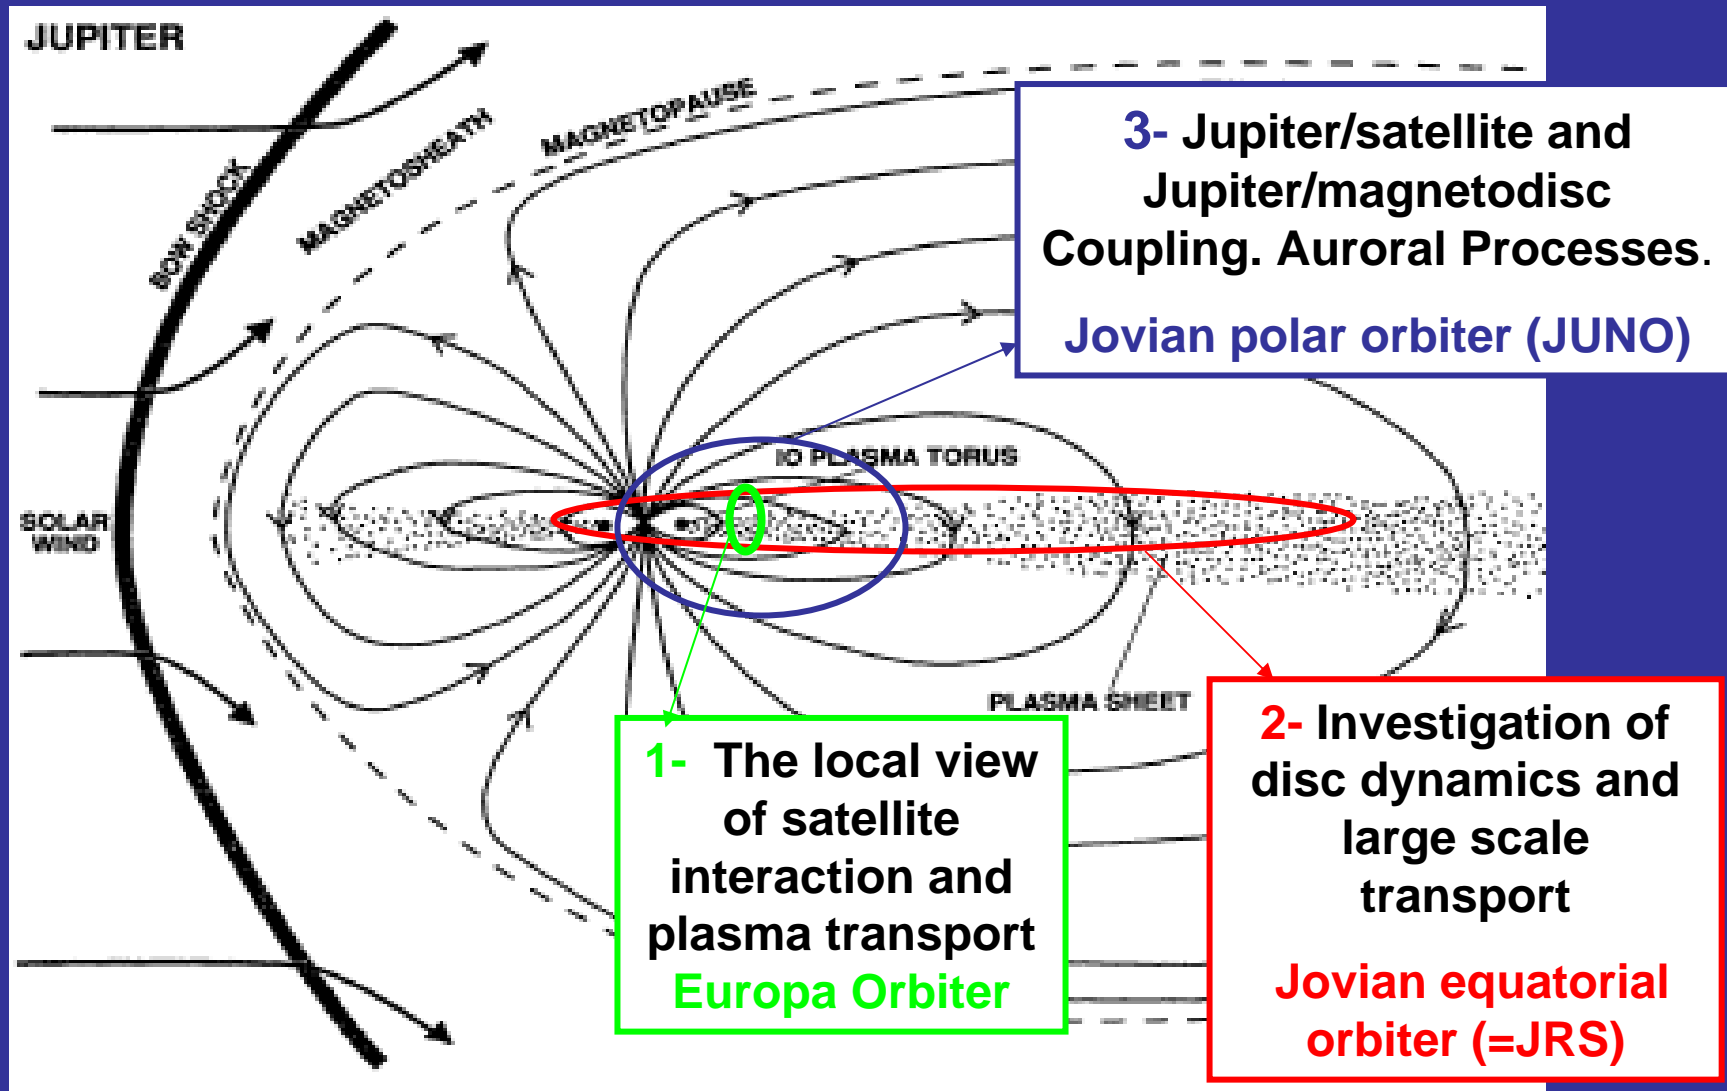 JUPITER
MAGNETOPAUSE
MAGNETOSHEATH
BOW SHOCK
3- Jupiter/satellite and
Jupiter/magnetodisc
Coupling. Auroral Processes.
Jovian polar orbiter (JUNO)
IO PLASMA TORUS
SOLAR
WIND
PLASMA SHEET
1- The local view
of satellite
interaction and
plasma transport
Europa Orbiter
2- Investigation of
disc dynamics and
large scale
transport
Jovian equatorial
orbiter (=JRS)